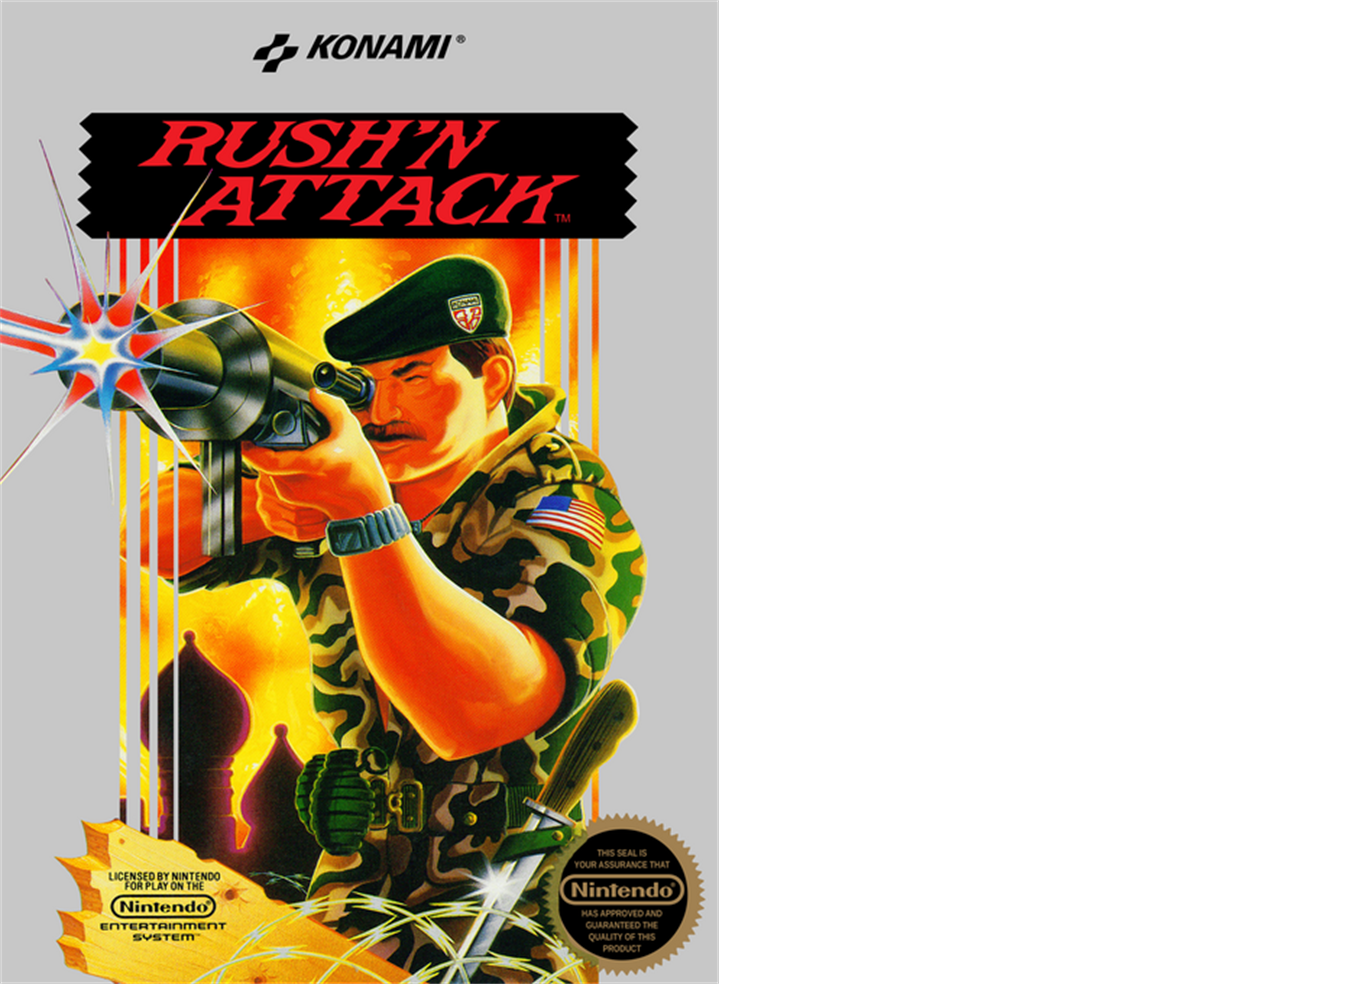 KONAMI®
RUSH'N
ATTACK™
KONAMI
LICENSED BY NINTENDO
FOR PLAY ON THE
Nintendo®
ENTERTAINMENT
SYSTEM™
THIS SEAL IS
YOUR ASSURANCE THAT
Nintendo®
HAS APPROVED AND
GUARANTEED THE
QUALITY OF THIS
PRODUCT